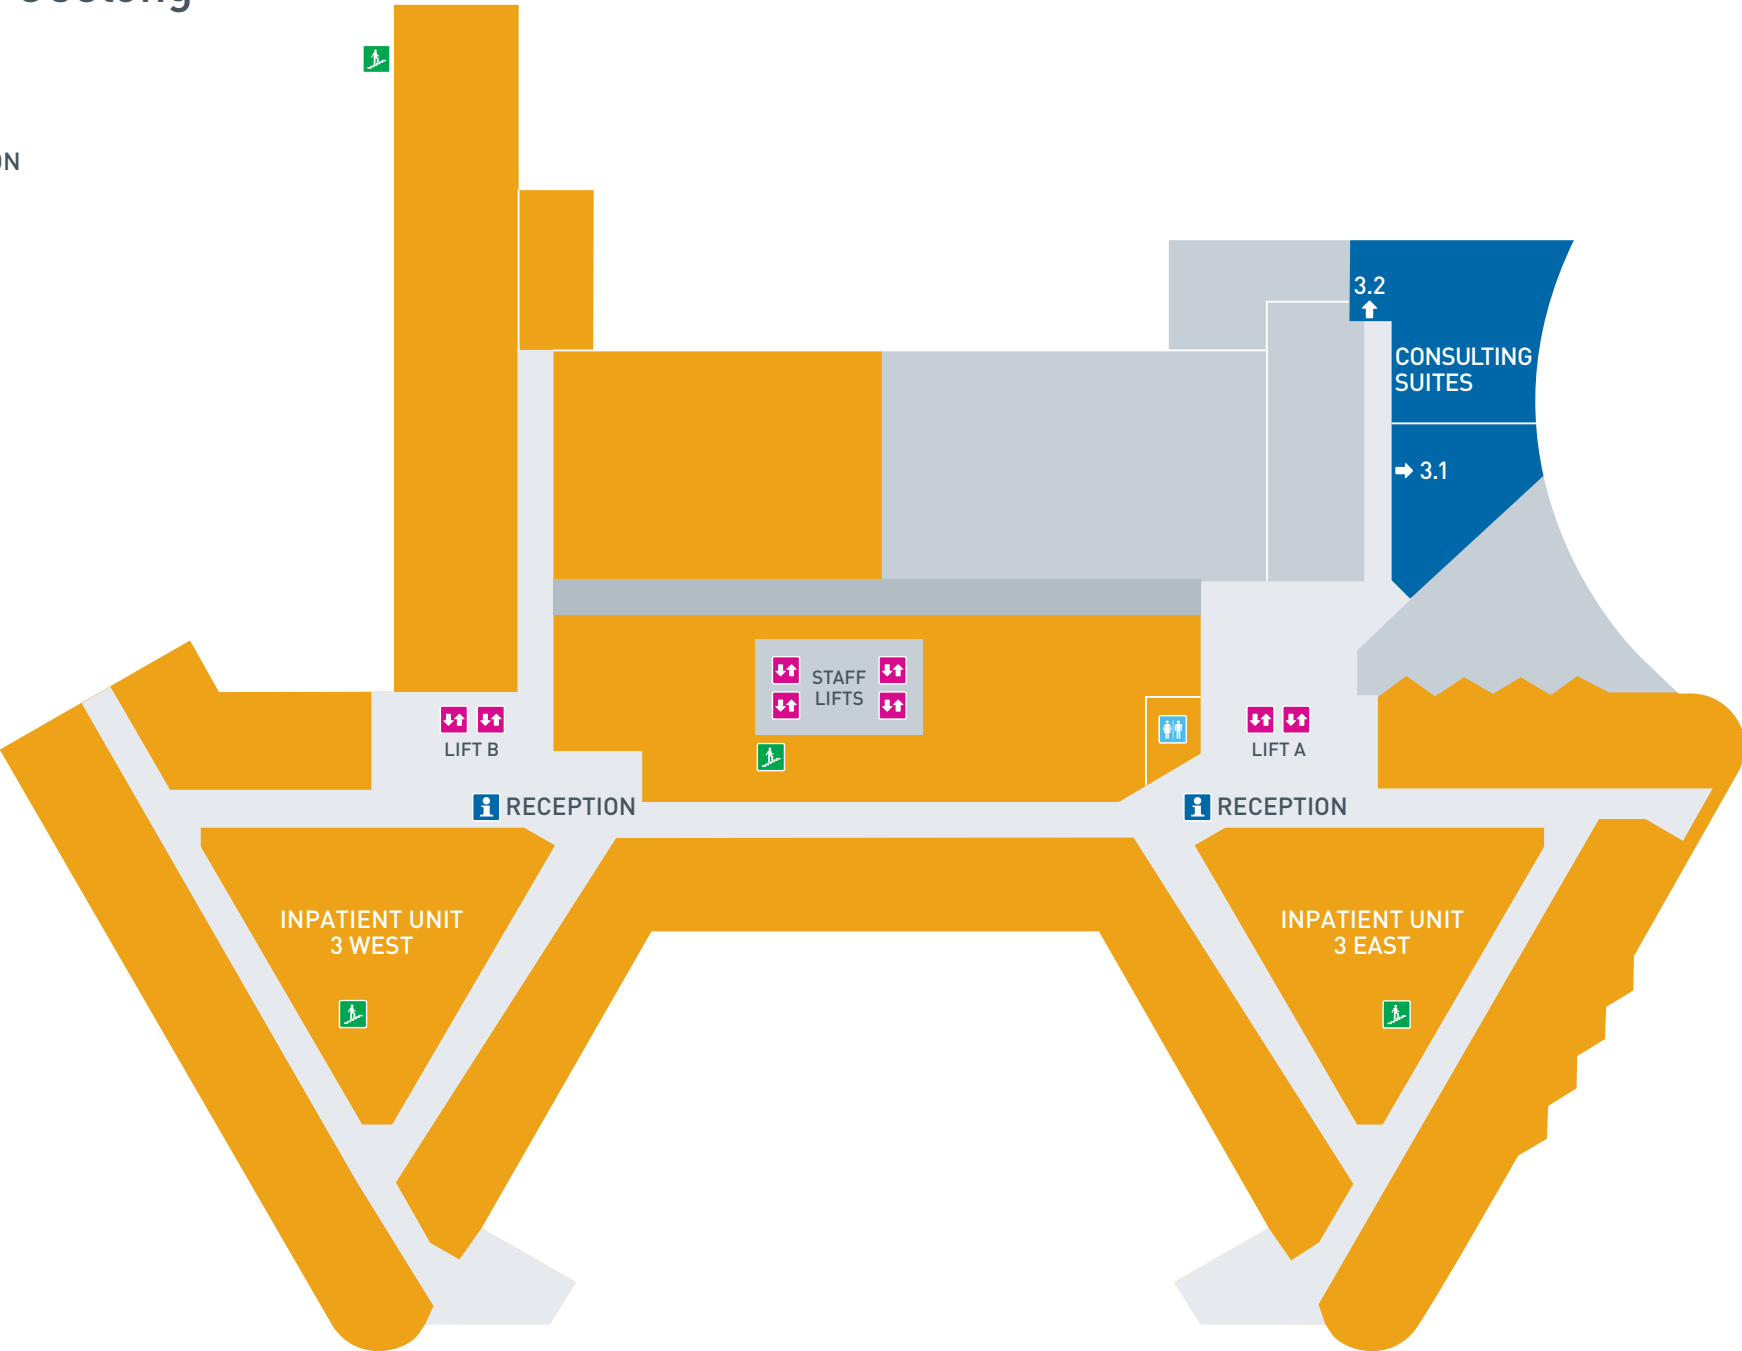 3.2
CONSULTING
SUITES
3.1
STAFF
LIFTS
LIFT B
LIFT A
RECEPTION
RECEPTION
INPATIENT UNIT
3 WEST
INPATIENT UNIT
3 EAST